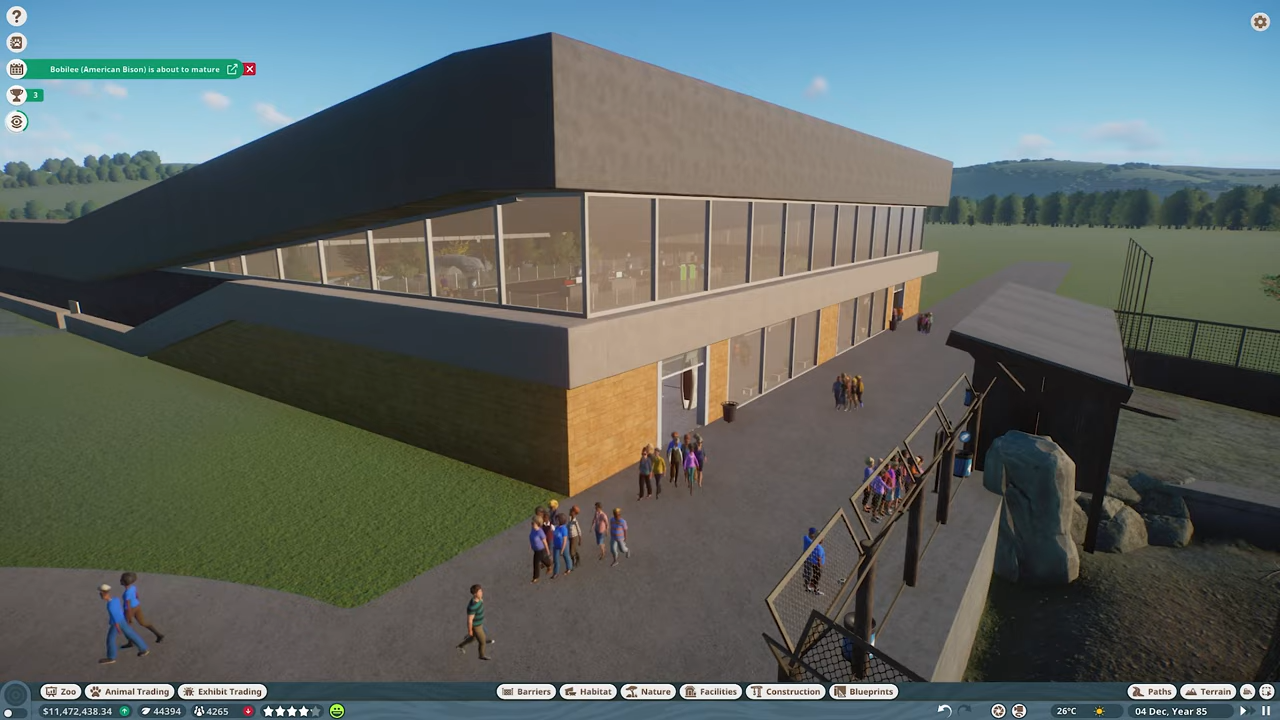 ?
Bobilee (American Bison) is about to mature
3
Zoo
Animal Trading
Exhibit Trading
Barriers
Habitat
Nature
Facilities
Construction
Blueprints
Paths
Terrain
$11,472,438.34
44394
4265
26°C
04 Dec, Year 85